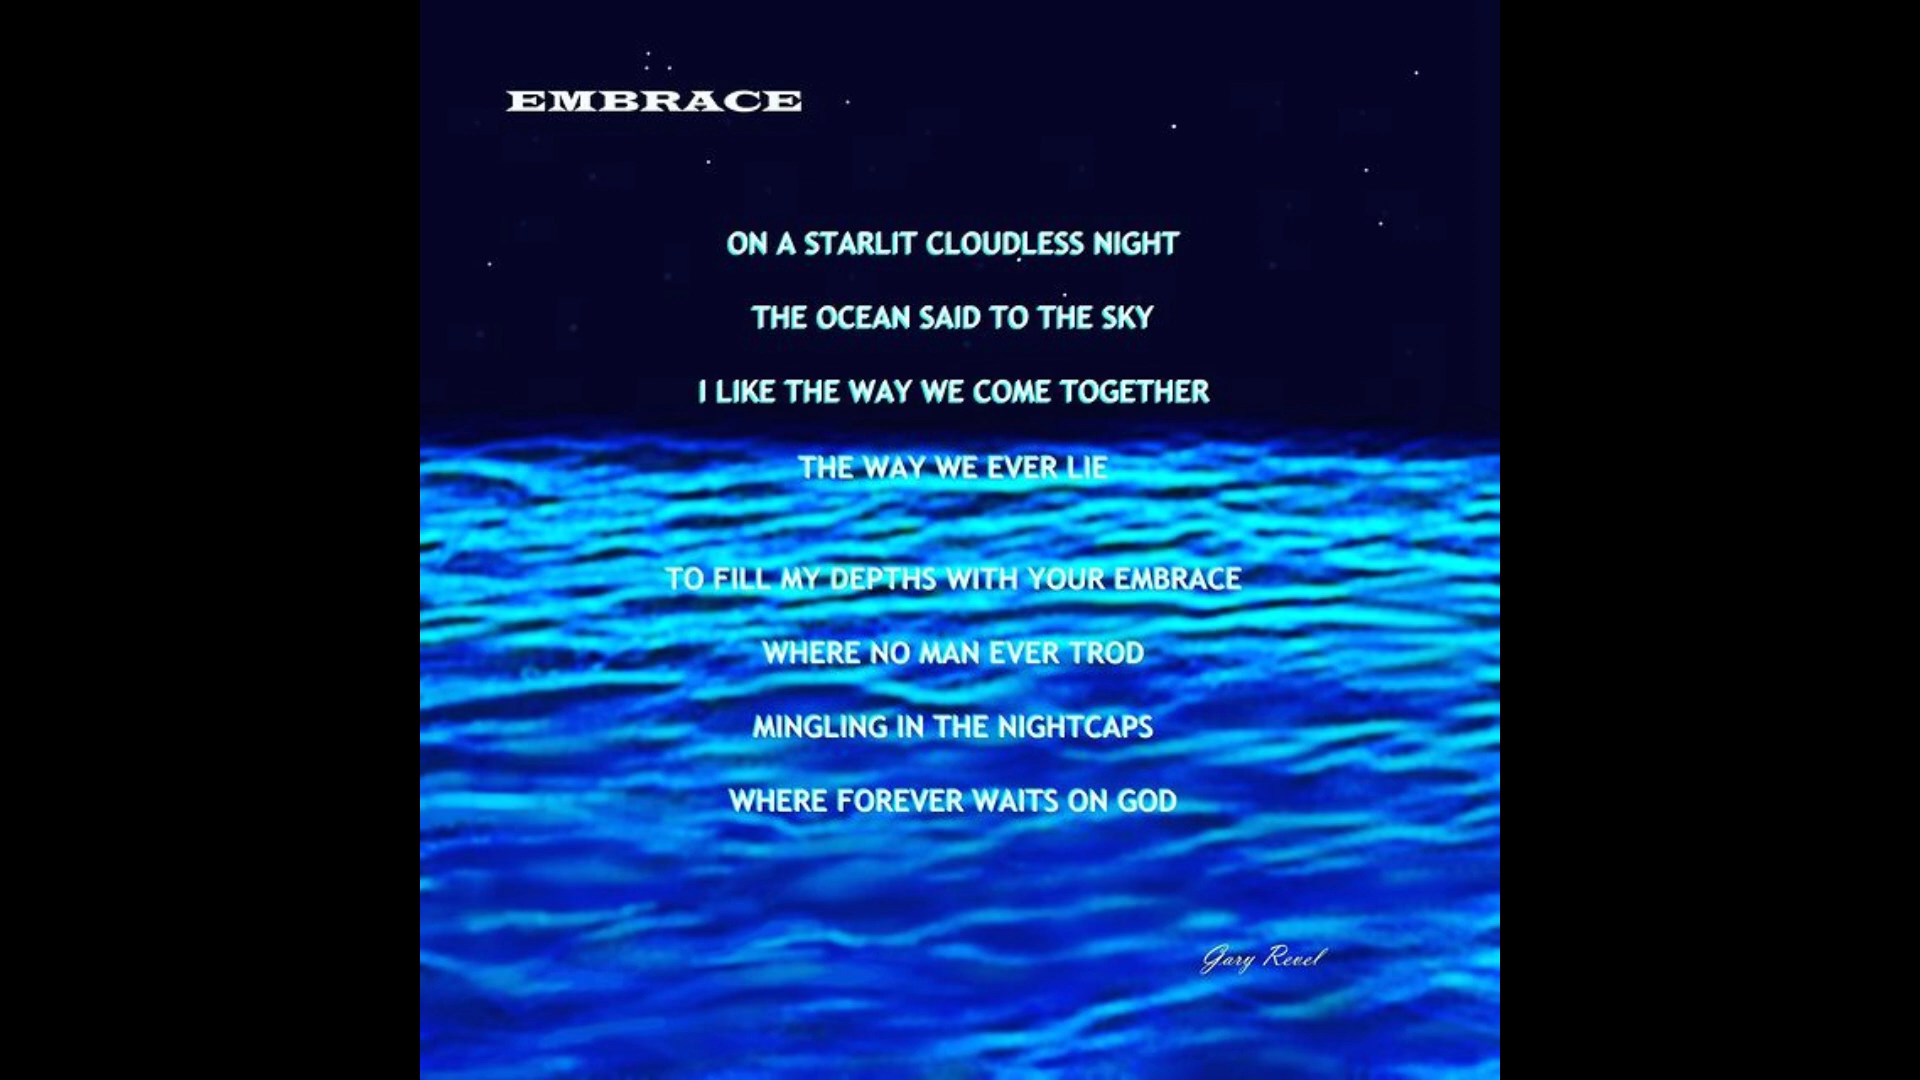 EMBRACE
ON A STARLIT CLOUDLESS NIGHT
THE OCEAN SAID TO THE SKY
I LIKE THE WAY WE COME TOGETHER
THE WAY WE EVER LIE
TO FILL MY DEPTHS WITH YOUR EMBRACE
WHERE NO MAN EVER TROD
MINGLING IN THE NIGHTCAPS
WHERE FOREVER WAITS ON GOD
Gary Revel